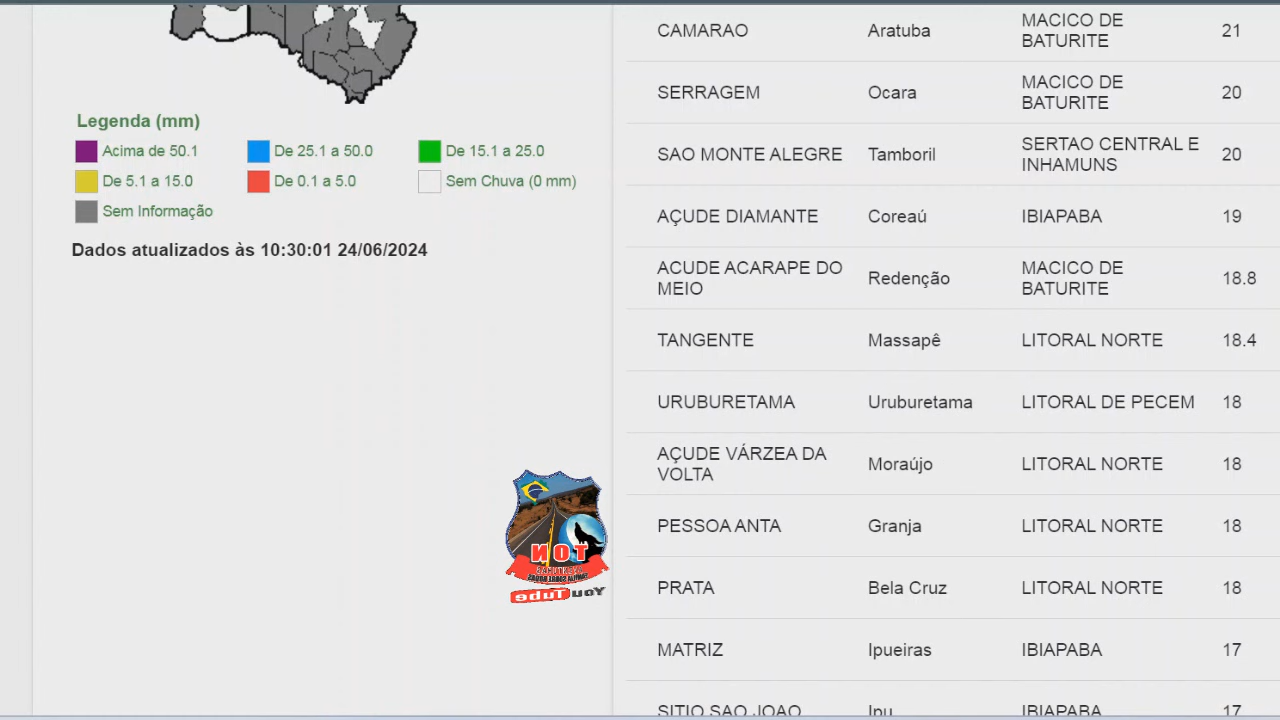 Legenda (mm)
Acima de 50.1 De 25.1 a 50.0 De 15.1 a 25.0
De 5.1 a 15.0 De 0.1 a 5.0 Sem Chuva (0 mm)
Sem Informação
Dados atualizados às 10:30:01 24/06/2024
TON
YouTube
CAMARAO Aratuba MACICO DE
BATURITE 21
SERRAGEM Ocara MACICO DE
BATURITE 20
SAO MONTE ALEGRE Tamboril SERTAO CENTRAL E
INHAMUNS 20
AÇUDE DIAMANTE Coreaú IBIAPABA 19
ACUDE ACARAPE DO
MEIO Redenção MACICO DE
BATURITE 18.8
TANGENTE Massapê LITORAL NORTE 18.4
URUBURETAMA Uruburetama LITORAL DE PECEM 18
AÇUDE VÁRZEA DA
VOLTA Moraújo LITORAL NORTE 18
PESSOA ANTA Granja LITORAL NORTE 18
PRATA Bela Cruz LITORAL NORTE 18
MATRIZ Ipueiras IBIAPABA 17
SITIO SAO JOAO Ipu IBIAPABA 17